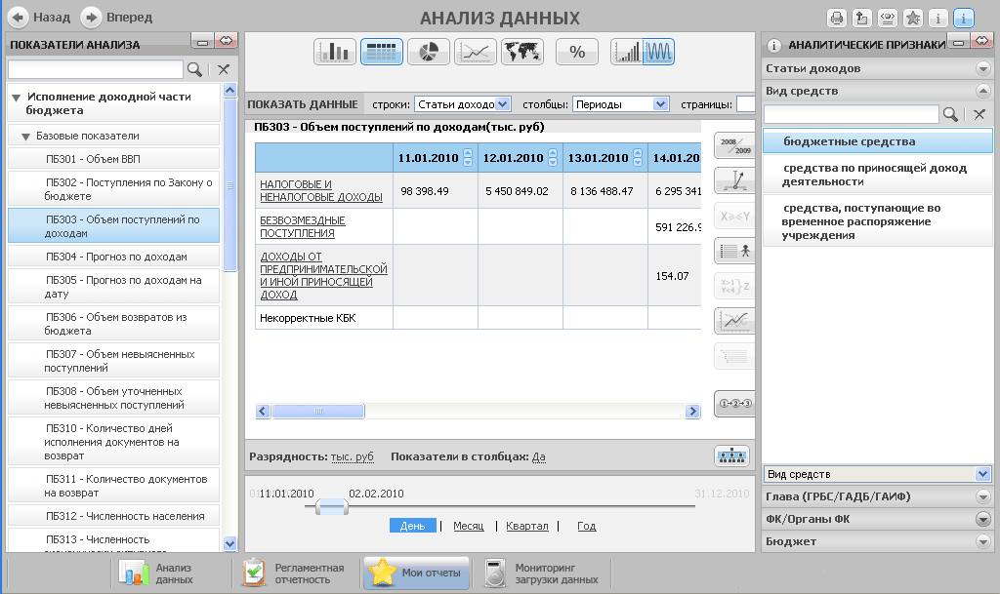 Назад Вперед АНАЛИЗ ДАННЫХ
ПОКАЗАТЕЛИ АНАЛИЗА
Исполнение доходной части
бюджета
Базовые показатели
ПБ301 - Объем ВВП
ПБ302 - Поступления по Закону о
бюджете
ПБ303 - Объем поступлений по
доходам
ПБ304 - Прогноз по доходам
ПБ305 - Прогноз по доходам на
дату
ПБ306 - Объем возвратов из
бюджета
ПБ307 - Объем невыясненных
поступлений
ПБ308 - Объем уточненных
невыясненных поступлений
ПБ310 - Количество дней
исполнения документов на
возврат
ПБ311 - Количество документов
на возврат
ПБ312 - Численность населения
ПБ313 - Численность
%
ПОКАЗАТЬ ДАННЫЕ строки: Статьи доходо столбцы: Периоды страницы:
ПБ303 - Объем поступлений по доходам(тыс. руб)
11.01.2010 12.01.2010 13.01.2010 14.01.20
НАЛОГОВЫЕ И
НЕНАЛОГОВЫЕ ДОХОДЫ
98 398.49 5 450 849.02 8 136 488.47 6 295 341
БЕЗВОЗМЕЗДНЫЕ
ПОСТУПЛЕНИЯ
591 226.9
ДОХОДЫ ОТ
ПРЕДПРИНИМАТЕЛЬСКОЙ
И ИНОЙ ПРИНОСЯЩЕЙ
ДОХОД
154.07
Некорректные КБК
2008/2009
X≥≤Y
X>1
Y<4
}-Z
1-2-3
Разрядность: тыс. руб Показатели в столбцах: Да
11.01.2010 02.02.2010 31.12.2010
День | Месяц | Квартал | Год
АНАЛИТИЧЕСКИЕ ПРИЗНАКИ
Статьи доходов
Вид средств
бюджетные средства
средства по приносящей доход
деятельности
средства, поступающие во
временное распоряжение
учреждения
Вид средств
Глава (ГРБС/ГАДБ/ГАИФ)
ФК/Органы ФК
Бюджет
Анализ
данных
Регламентная
отчетность
Мои отчеты
Мониторинг
загрузки данных